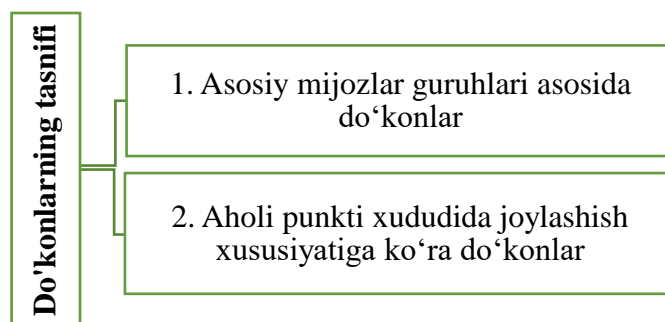 Do'konlarning tasnifi
1. Asosiy mijozlar guruhlari asosida
do‘konlar
2. Aholi punkti xududida joylashish
xususiyatiga ko‘ra do‘konlar